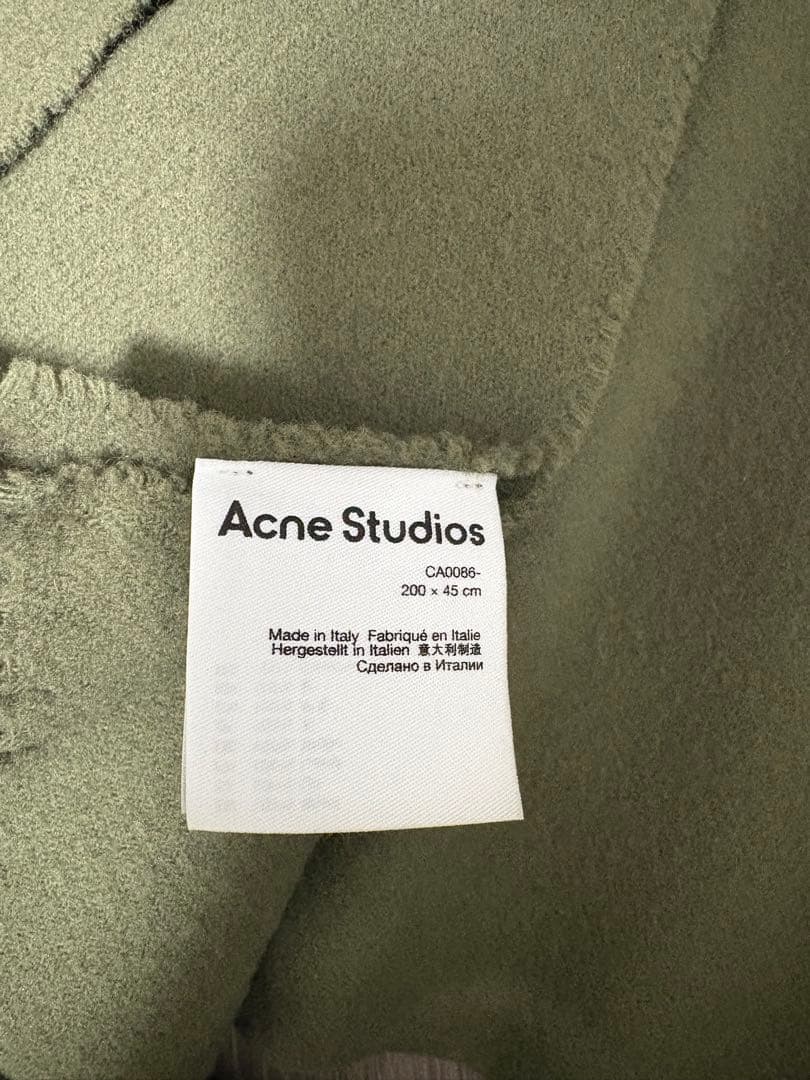 Acne Studios
CA0086-
200 × 45 cm
Made in Italy Fabriqué en Italie
Hergestellt in Italien 意大利制造
Сделано в Италии